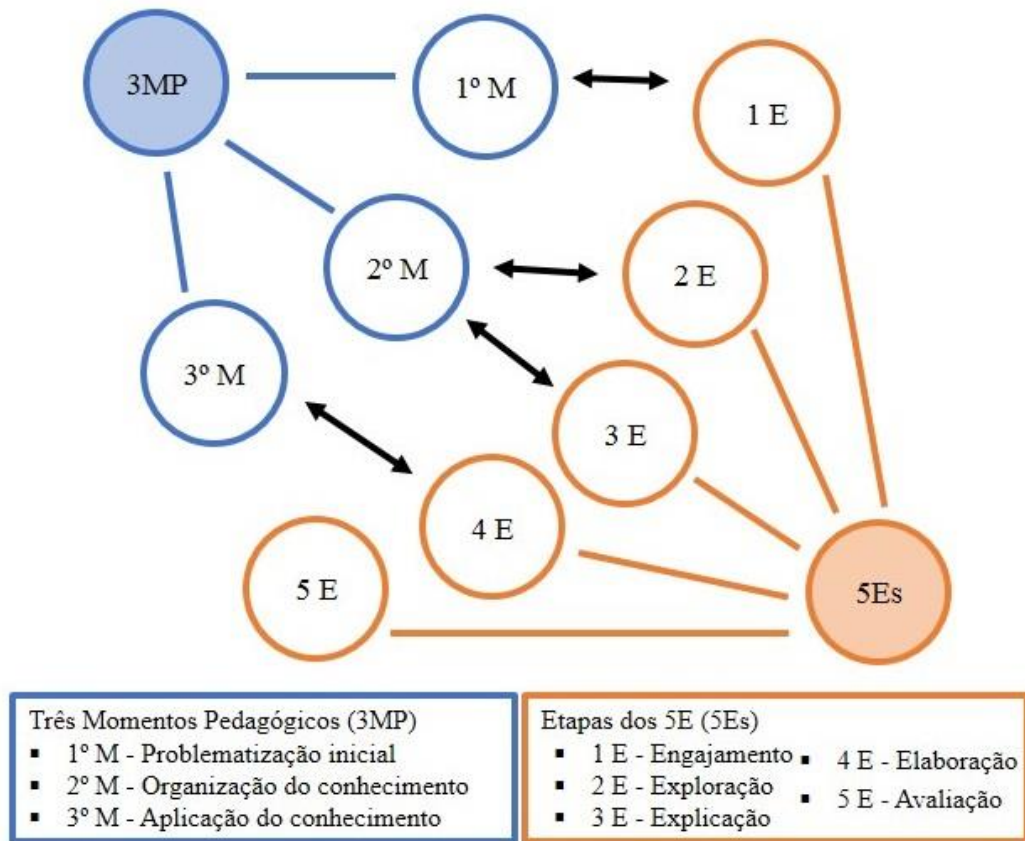 3MP
1º M
1 E
2º M
2 E
3º M
3 E
4 E
5 E
5Es
Três Momentos Pedagógicos (3MP)
▪ 1º M - Problematização inicial
▪ 2º M - Organização do conhecimento
▪ 3º M - Aplicação do conhecimento
Etapas dos 5E (5Es)
▪ 1 E - Engajamento
▪ 2 E - Exploração
▪ 3 E - Explicação
▪ 4 E - Elaboração
▪ 5 E - Avaliação